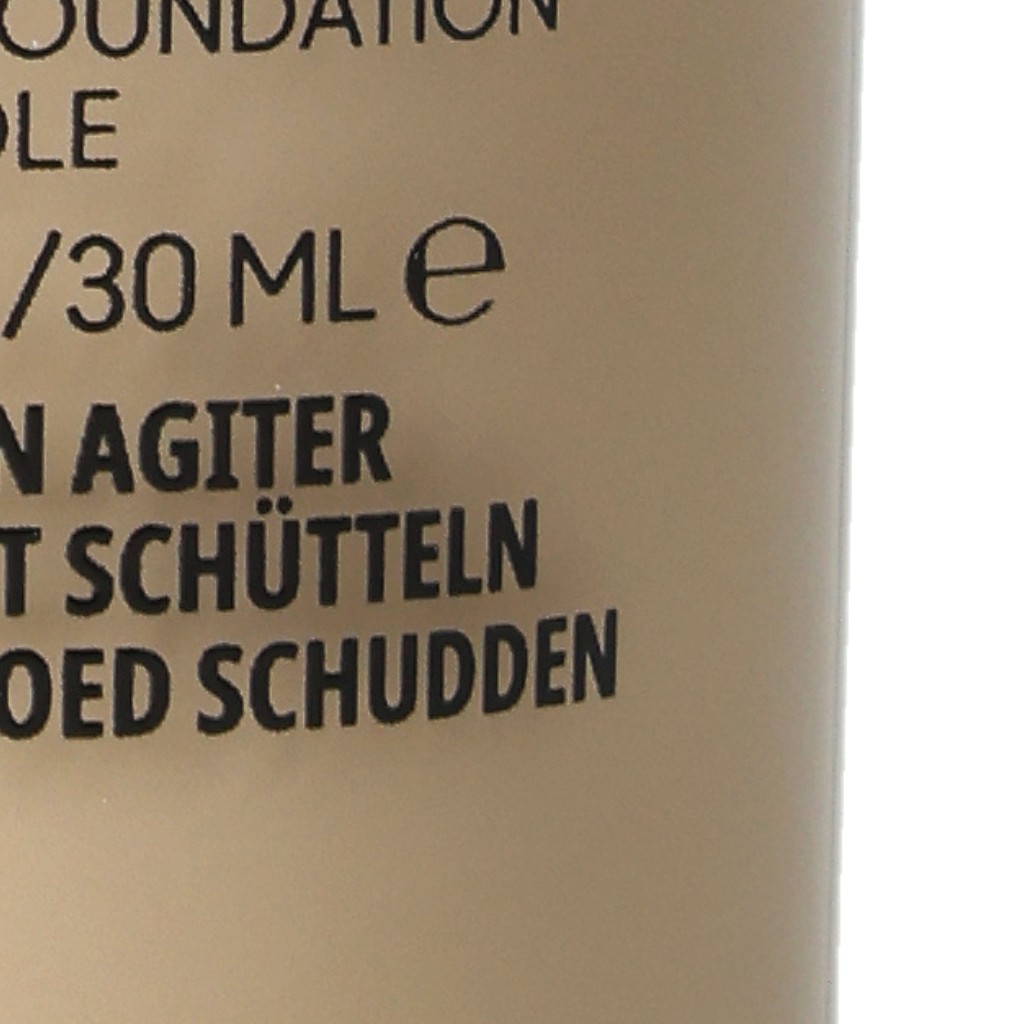 OUNDATION
OLE
/30 ML ℮
N AGITER
T SCHÜTTELN
OED SCHUDDEN